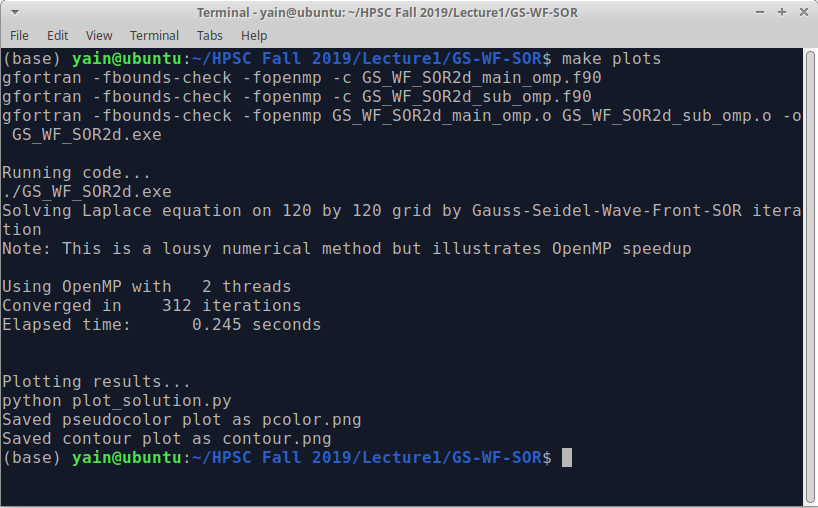 Terminal - yain@ubuntu: ~/HPSC Fall 2019/Lecture1/GS-WF-SOR
File Edit View Terminal Tabs Help
(base) yain@ubuntu:~/HPSC Fall 2019/Lecture1/GS-WF-SOR$ make plots
gfortran -fbounds-check -fopenmp -c GS_WF_SOR2d_main_omp.f90
gfortran -fbounds-check -fopenmp -c GS_WF_SOR2d_sub_omp.f90
gfortran -fbounds-check -fopenmp GS_WF_SOR2d_main_omp.o GS_WF_SOR2d_sub_omp.o -o
GS_WF_SOR2d.exe
Running code...
./GS_WF_SOR2d.exe
Solving Laplace equation on 120 by 120 grid by Gauss-Seidel-Wave-Front-SOR itera
tion
Note: This is a lousy numerical method but illustrates OpenMP speedup
Using OpenMP with   2 threads
Converged in    312 iterations
Elapsed time:      0.245 seconds
Plotting results...
python plot_solution.py
Saved pseudocolor plot as pcolor.png
Saved contour plot as contour.png
(base) yain@ubuntu:~/HPSC Fall 2019/Lecture1/GS-WF-SOR$